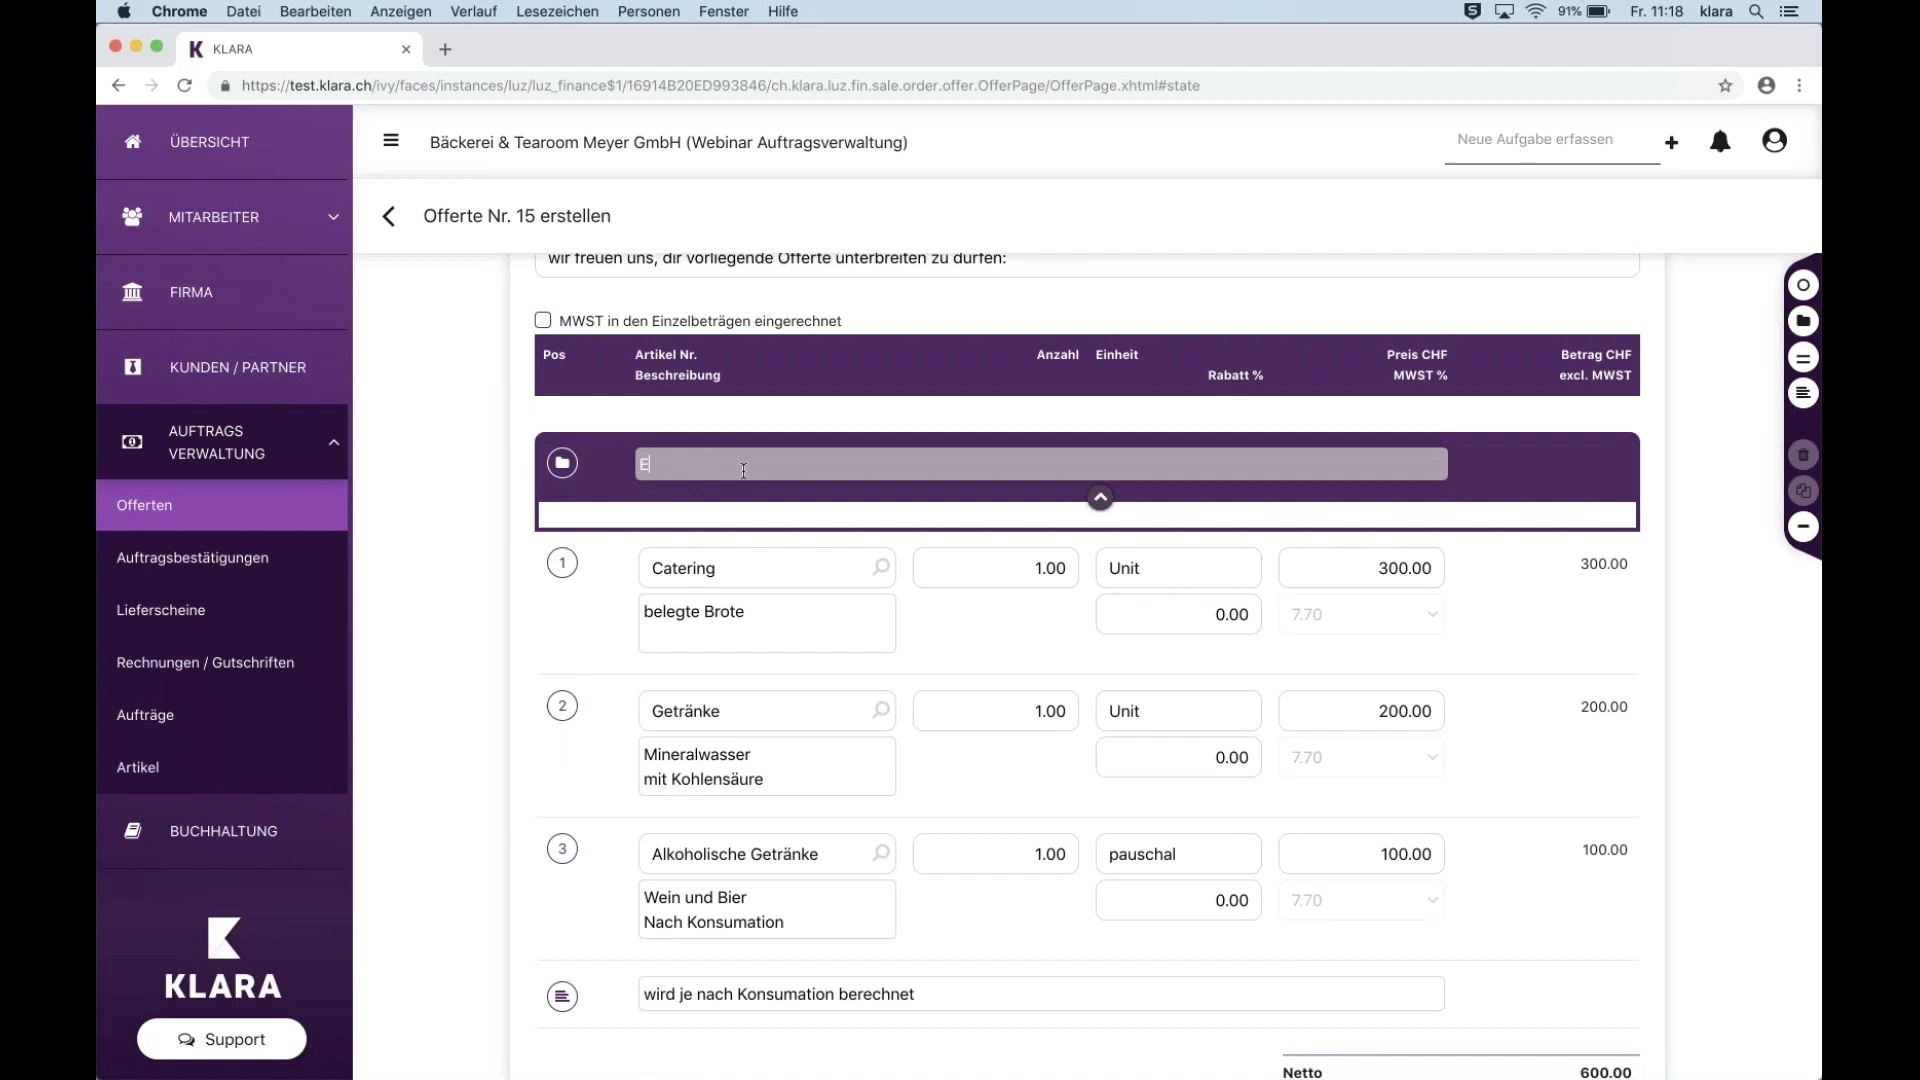 Chrome Datei Bearbeiten Anzeigen Verlauf Lesezeichen Personen Fenster Hilfe
S 91% Fr. 11:18 klara
KLARA
https://test.klara.ch/ivy/faces/instances/luz/luz_finance$1/16914B20ED993846/ch.klara.luz.fin.sale.order.offer.OfferPage/OfferPage.xhtml#state
ÜBERSICHT
MITARBEITER
FIRMA
KUNDEN / PARTNER
AUFTRAGS
VERWALTUNG
Offerten
Auftragsbestätigungen
Lieferscheine
Rechnungen / Gutschriften
Aufträge
Artikel
BUCHHALTUNG
KLARA
Support
Bäckerei & Tearoom Meyer GmbH (Webinar Auftragsverwaltung)
Neue Aufgabe erfassen
Offerte Nr. 15 erstellen
wir freuen uns, dir vorliegende Offerte unterbreiten zu dürfen:
MWST in den Einzelbeträgen eingerechnet
Pos Artikel Nr. Anzahl Einheit Preis CHF Betrag CHF
Beschreibung Rabatt % MWST % excl. MWST
E
1 Catering 1.00 Unit 300.00 300.00
belegte Brote 0.00 7.70
2 Getränke 1.00 Unit 200.00 200.00
Mineralwasser 0.00 7.70
mit Kohlensäure
3 Alkoholische Getränke 1.00 pauschal 100.00 100.00
Wein und Bier 0.00 7.70
Nach Konsumation
wird je nach Konsumation berechnet
Netto 600.00